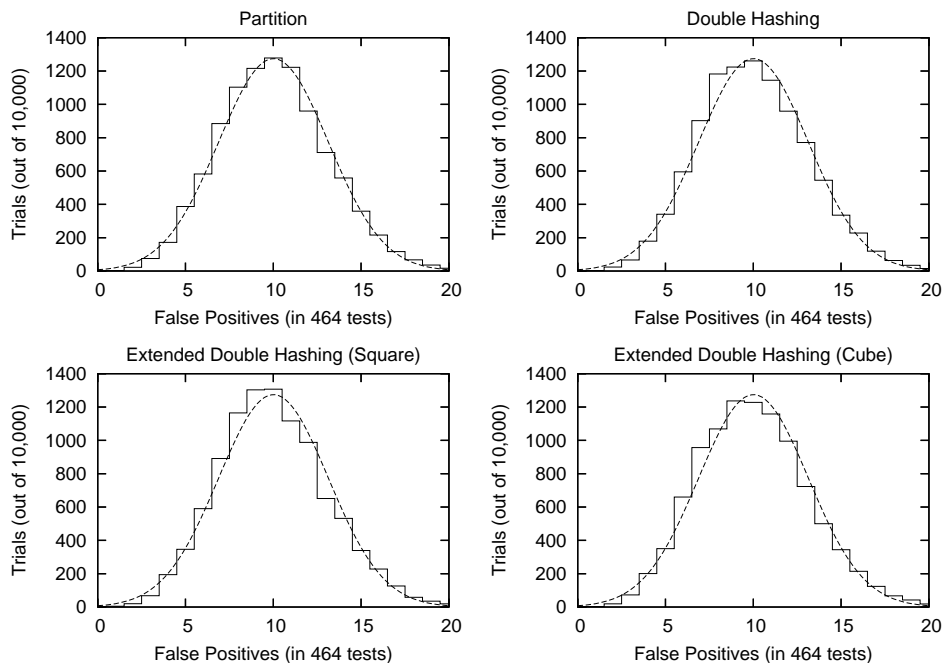 Partition
Trials (out of 10,000)
1400
1200
1000
800
600
400
200
0
0 5 10 15 20
False Positives (in 464 tests)
Double Hashing
Trials (out of 10,000)
1400
1200
1000
800
600
400
200
0
0 5 10 15 20
False Positives (in 464 tests)
Extended Double Hashing (Square)
Trials (out of 10,000)
1400
1200
1000
800
600
400
200
0
0 5 10 15 20
False Positives (in 464 tests)
Extended Double Hashing (Cube)
Trials (out of 10,000)
1400
1200
1000
800
600
400
200
0
0 5 10 15 20
False Positives (in 464 tests)